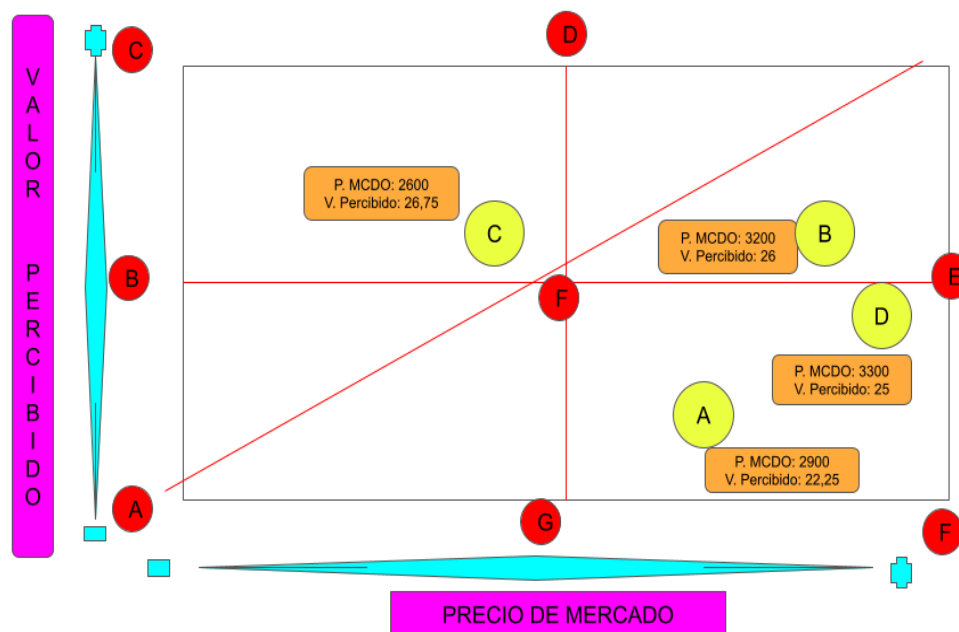 VALOR PERCIBIDO
C
D
P. MCDO: 2600
V. Percibido: 26,75
C
P. MCDO: 3200
V. Percibido: 26
B
B
E
F
D
P. MCDO: 3300
V. Percibido: 25
A
P. MCDO: 2900
V. Percibido: 22,25
A
G
F
PRECIO DE MERCADO